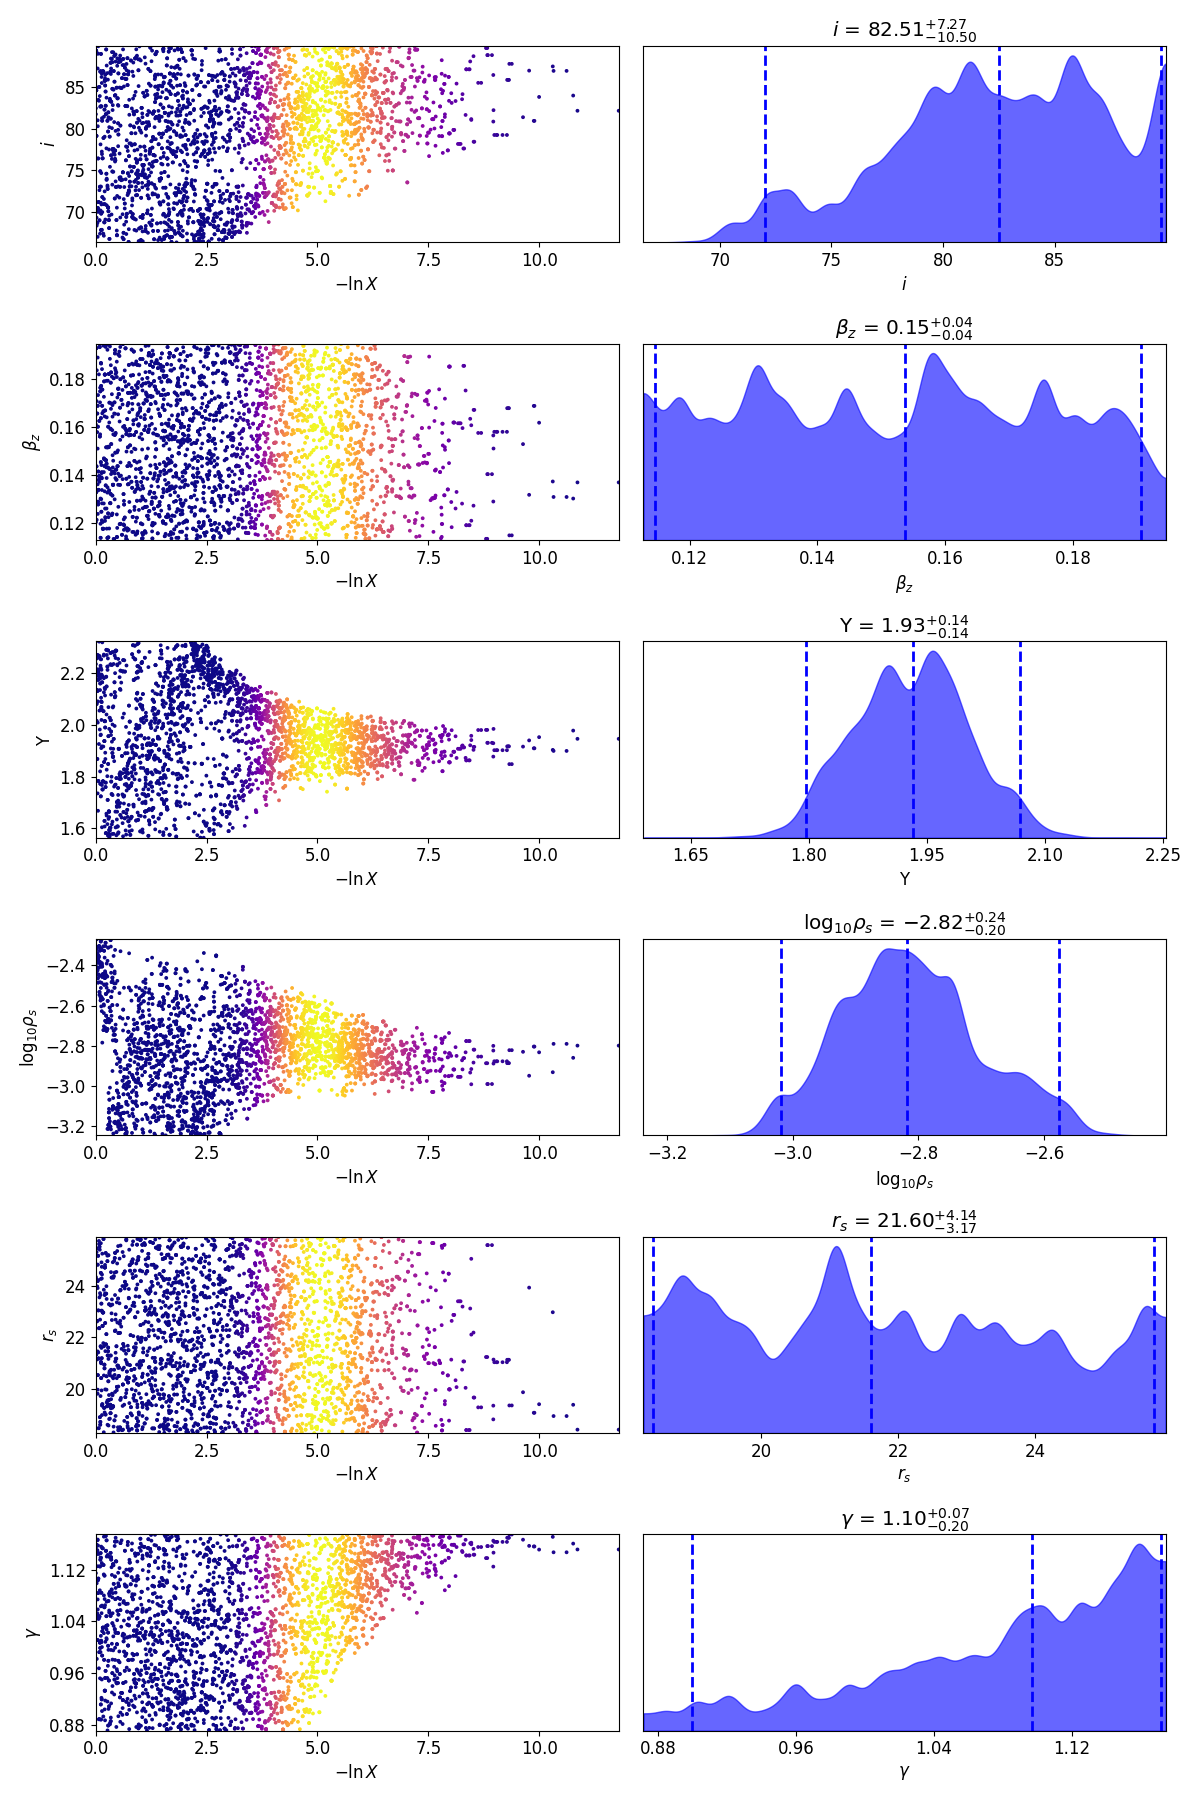 i = 82.51+7.27−10.50
85
80
75
70
i
0.0 2.5 5.0 7.5 10.0
−ln X
70 75 80 85
i
βz = 0.15+0.04−0.04
0.18
0.16
0.14
0.12
βz
0.0 2.5 5.0 7.5 10.0
−ln X
0.12 0.14 0.16 0.18
βz
Y = 1.93+0.14−0.14
2.2
2.0
1.8
1.6
Y
0.0 2.5 5.0 7.5 10.0
−ln X
1.65 1.80 1.95 2.10 2.25
Y
log10ρs = −2.82+0.24−0.20
−2.4
−2.6
−2.8
−3.0
−3.2
log10ρs
0.0 2.5 5.0 7.5 10.0
−ln X
−3.2 −3.0 −2.8 −2.6
log10ρs
rs = 21.60+4.14−3.17
24
22
20
rs
0.0 2.5 5.0 7.5 10.0
−ln X
20 22 24
rs
γ = 1.10+0.07−0.20
1.12
1.04
0.96
0.88
γ
0.0 2.5 5.0 7.5 10.0
−ln X
0.88 0.96 1.04 1.12
γ